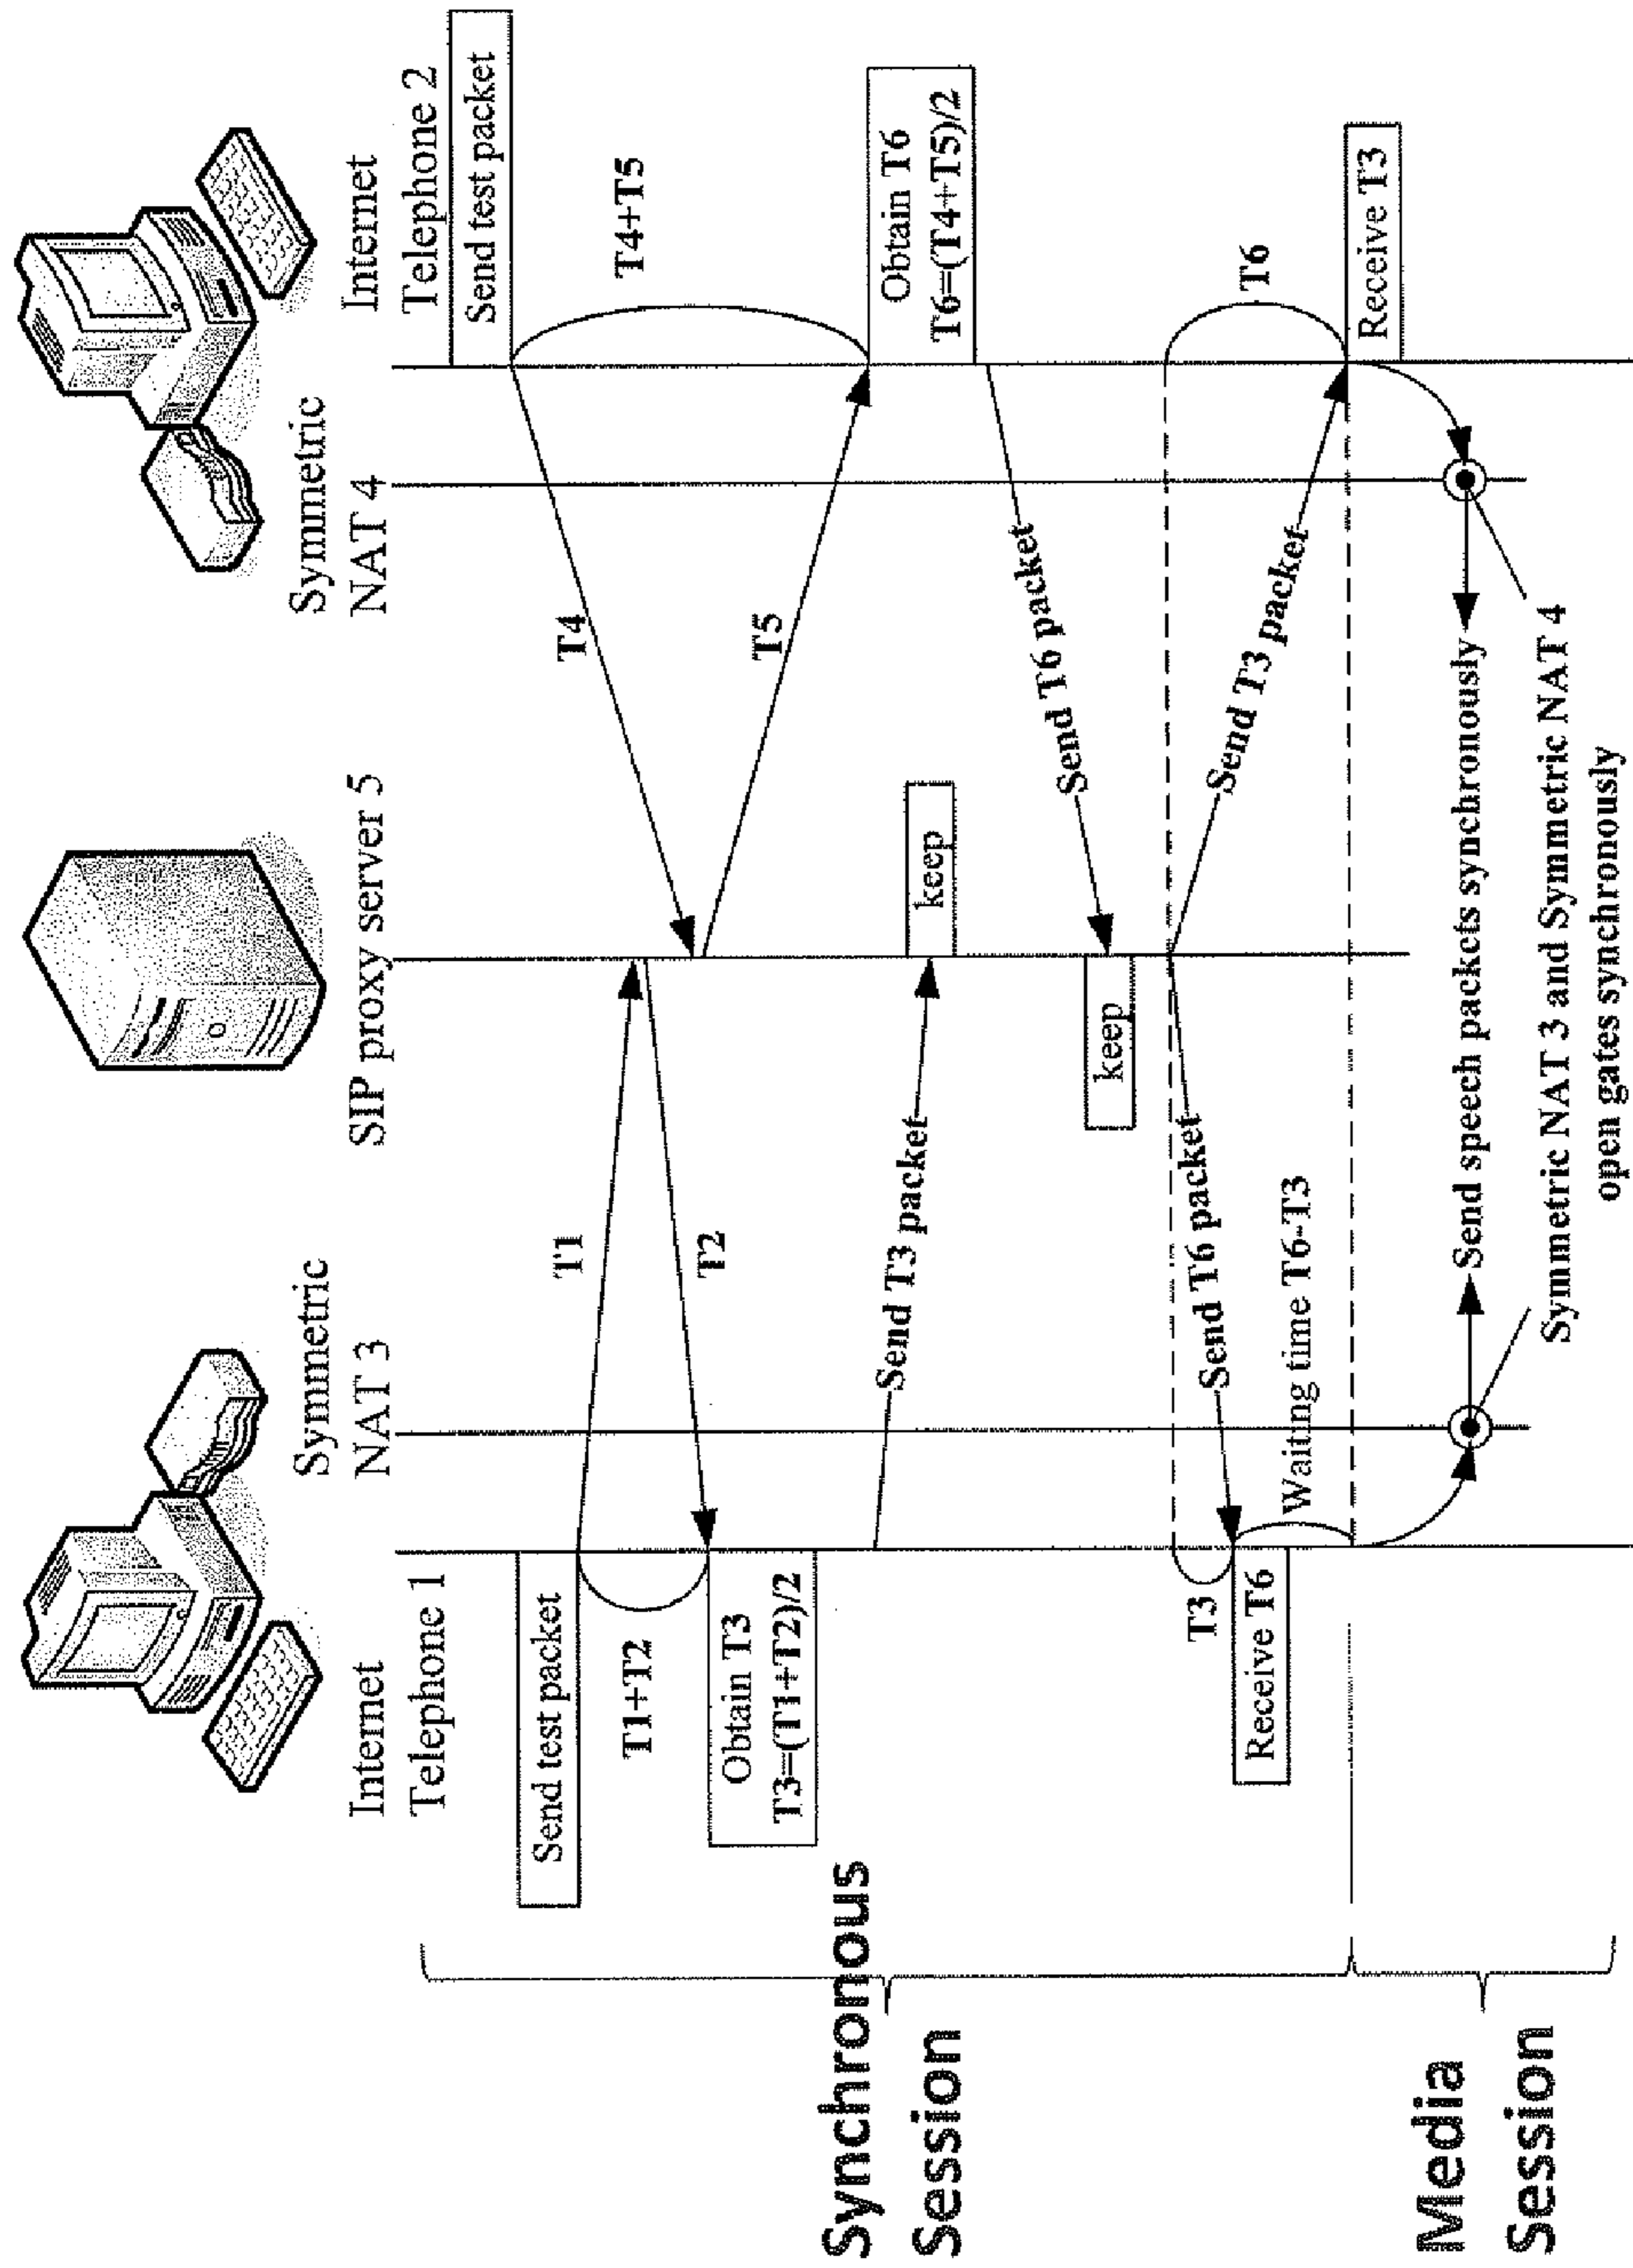 Internet
Telephone 1
Symmetric
NAT 3
SIP proxy server 5
Symmetric
NAT 4
Internet
Telephone 2
Synchronous
Session
Send test packet
Send test packet
T1
T4
T1+T2
T4+T5
T2
T5
Obtain T3
T3=(T1+T2)/2
Obtain T6
T6=(T4+T5)/2
Send T3 packet
keep
Send T6 packet
keep
T3
Send T6 packet
Send T3 packet
T6
Receive T6
Waiting time T6-T3
Receive T3
Media
Session
Send speech packets synchronously
Symmetric NAT 3 and Symmetric NAT 4
open gates synchronously